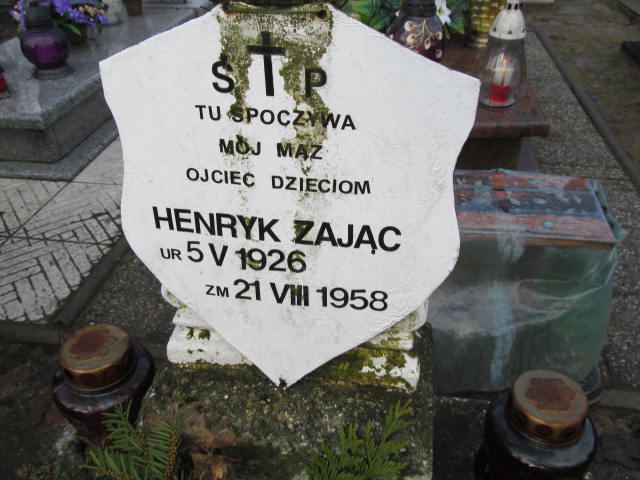 Ś P
TU SPOCZYWA
MÓJ MĄŻ
OJCIEC DZIECIOM
HENRYK ZAJĄC
UR 5 V 1926
ZM 21 VIII 1958